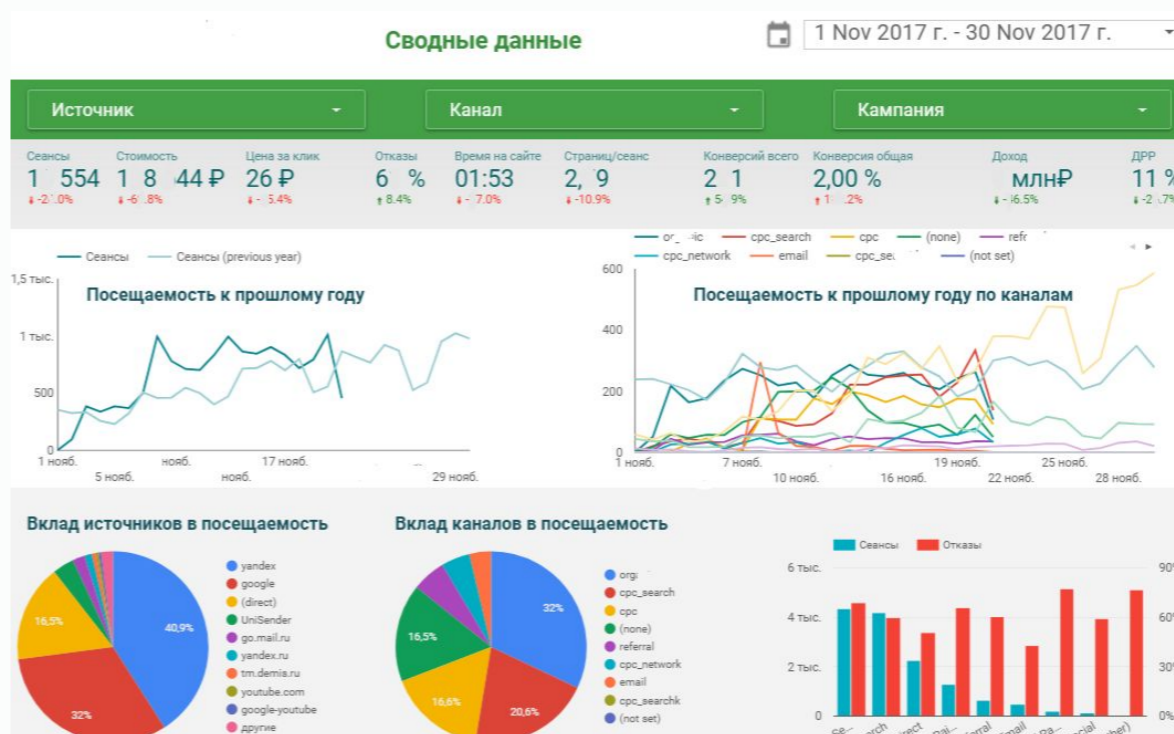 Сводные данные
1 Nov 2017 г. - 30 Nov 2017 г.
Источник
Канал
Кампания
Сеансы
Стоимость
Цена за клик
Отказы
Время на сайте
Страниц/сеанс
Конверсий всего
Конверсия общая
Доход
ДРР
26 ₽
01:53
2,00 %
млн₽
11 %
8.4%
-10.9%
Сеансы
Сеансы (previous year)
1,5 тыс.
Посещаемость к прошлому году
1 тыс.
500
0
1 нояб.
нояб.
17 нояб.
5 нояб.
нояб.
29 нояб.
cpc_search
cpc
(none)
cpc_network
email
(not set)
600
Посещаемость к прошлому году по каналам
400
200
0
1 нояб.
7 нояб.
19 нояб.
25 нояб.
10 нояб.
16 нояб.
22 нояб.
28 нояб.
Вклад источников в посещаемость
40,9%
32%
16,5%
yandex
google
(direct)
UniSender
go.mail.ru
yandex.ru
tm.demis.ru
youtube.com
google-youtube
другие
Вклад каналов в посещаемость
32%
20,6%
16,6%
16,5%
cpc_search
cpc
(none)
referral
cpc_network
email
cpc_searchk
(not set)
Сеансы
Отказы
6 тыс.
4 тыс.
2 тыс.
0
0%